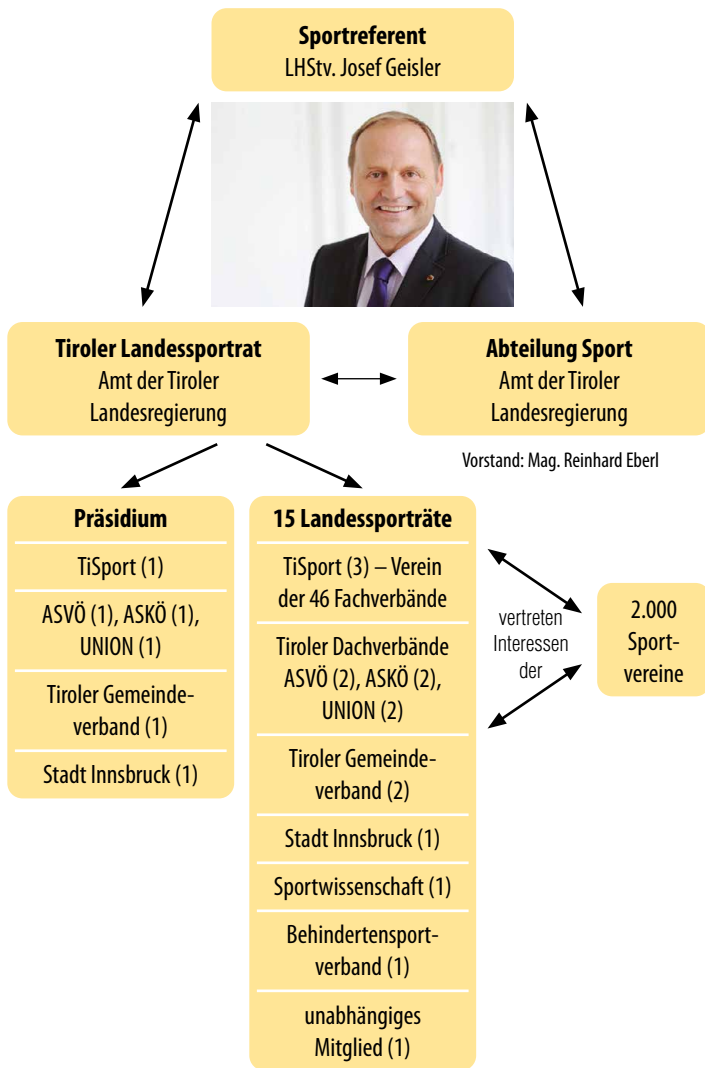 Sportreferent
LHStv. Josef Geisler
Tiroler Landessportrat
Amt der Tiroler
Landesregierung
Abteilung Sport
Amt der Tiroler
Landesregierung
Vorstand: Mag. Reinhard Eberl
Präsidium
TiSport (1)
ASVÖ (1), ASKÖ (1),
UNION (1)
Tiroler Gemeinde-
verband (1)
Stadt Innsbruck (1)
15 Landessporträte
TiSport (3) – Verein
der 46 Fachverbände
Tiroler Dachverbände
ASVÖ (2), ASKÖ (2),
UNION (2)
Tiroler Gemeinde-
verband (2)
Stadt Innsbruck (1)
Sportwissenschaft (1)
Behindertensport-
verband (1)
unabhängiges
Mitglied (1)
vertreten
Interessen
der
2.000
Sport-
vereine